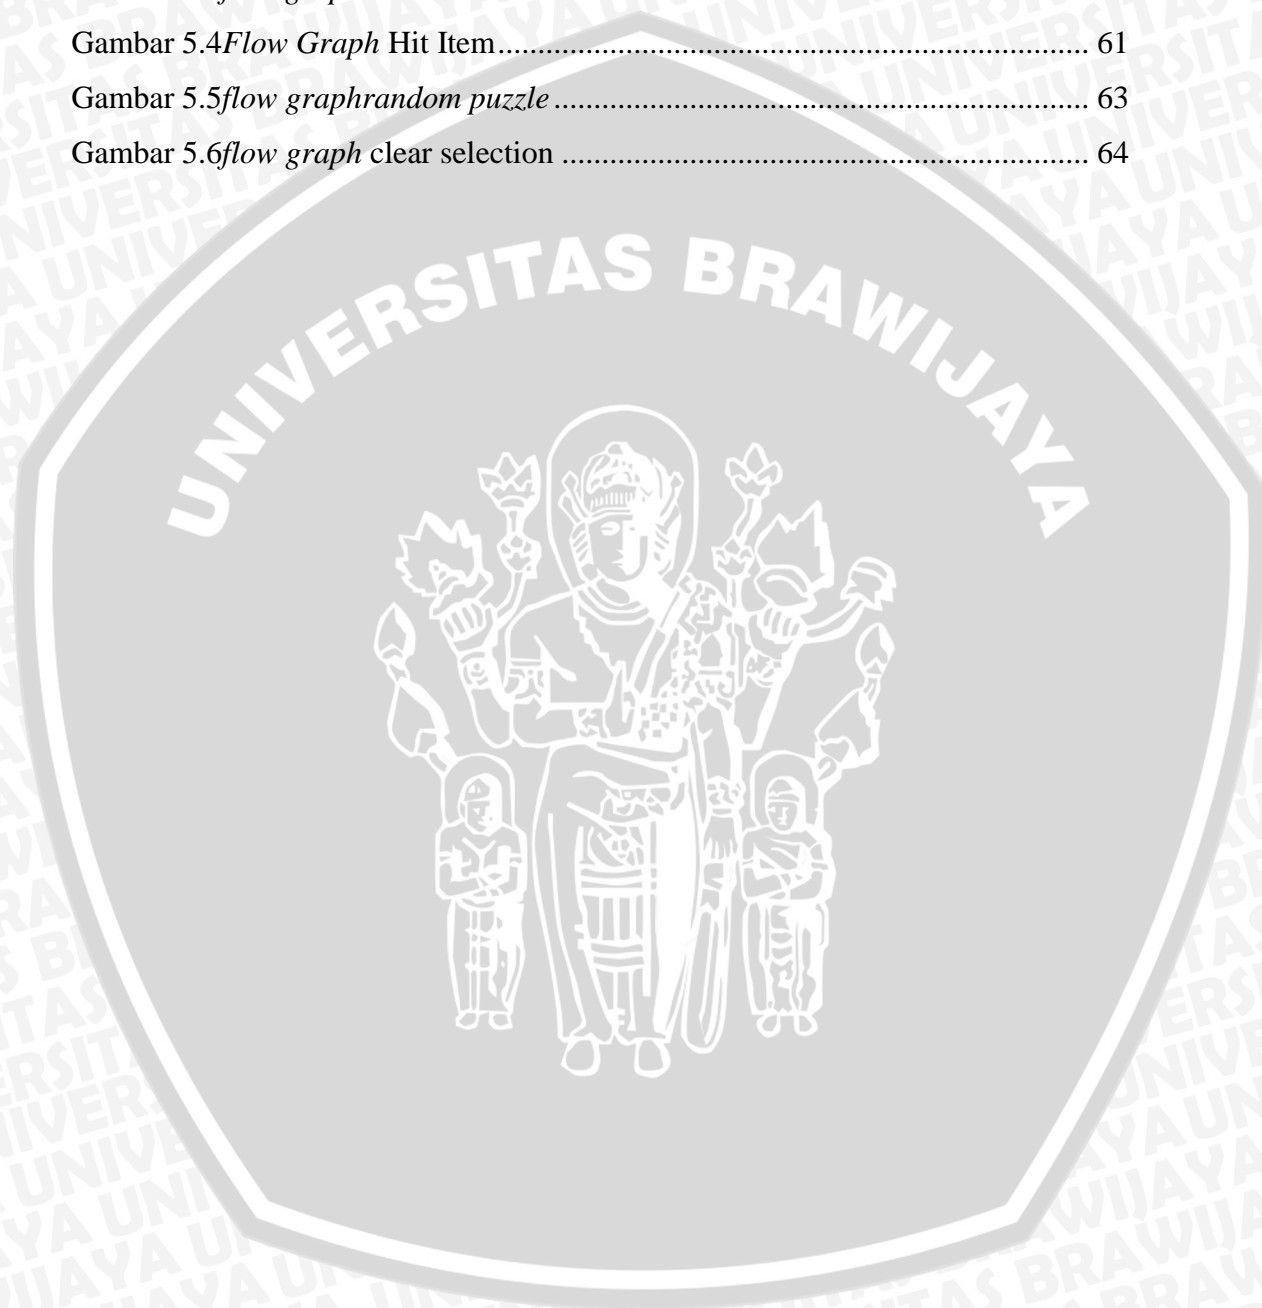 Gambar 5.4Flow Graph Hit Item........................................................................... 61
Gambar 5.5flow graphrandom puzzle .................................................................... 63
Gambar 5.6flow graph clear selection ................................................................... 64
UNIVERSITAS BRAWIJAYA